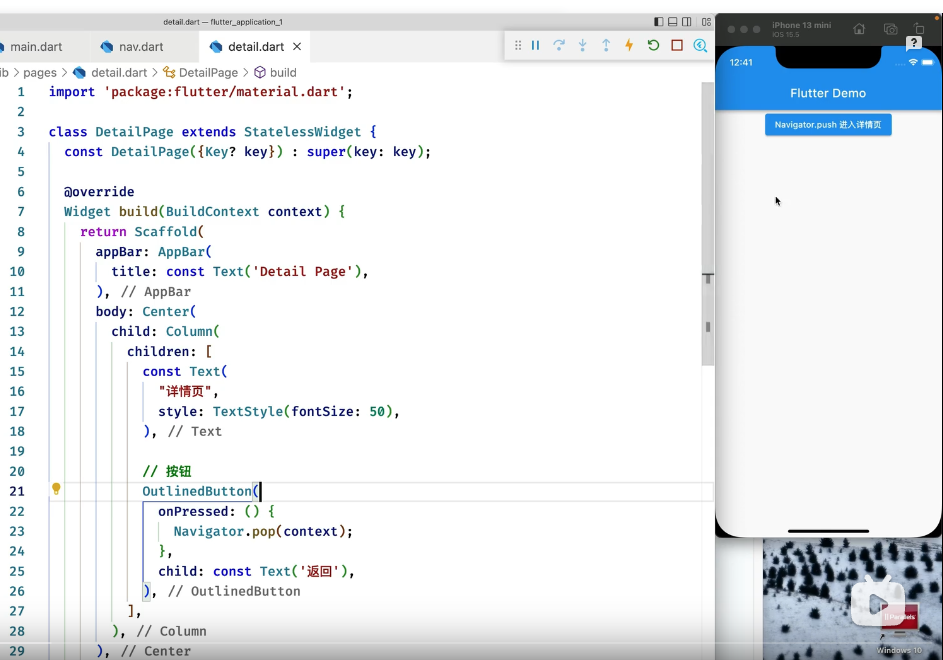 detail.dart — flutter_application_1
main.dart
nav.dart
detail.dart ×
ib > pages > detail.dart > DetailPage > build
1 import 'package:flutter/material.dart';
2
3 class DetailPage extends StatelessWidget {
4 const DetailPage({Key? key}) : super(key: key);
5
6 @override
7 Widget build(BuildContext context) {
8 return Scaffold(
9 appBar: AppBar(
10 title: const Text('Detail Page'),
11 ), // AppBar
12 body: Center(
13 child: Column(
14 children: [
15 const Text(
16 "详情页",
17 style: TextStyle(fontSize: 50),
18 ), // Text
19
20 // 按钮
21 OutlinedButton(
22 onPressed: () {
23 Navigator.pop(context);
24 },
25 child: const Text('返回'),
26 ), // OutlinedButton
27 ],
28 ), // Column
29 ), // Center
iPhone 13 mini
iOS 15.5
?
12:41
Flutter Demo
Navigator.push 进入详情页
Parallels
Windows 10